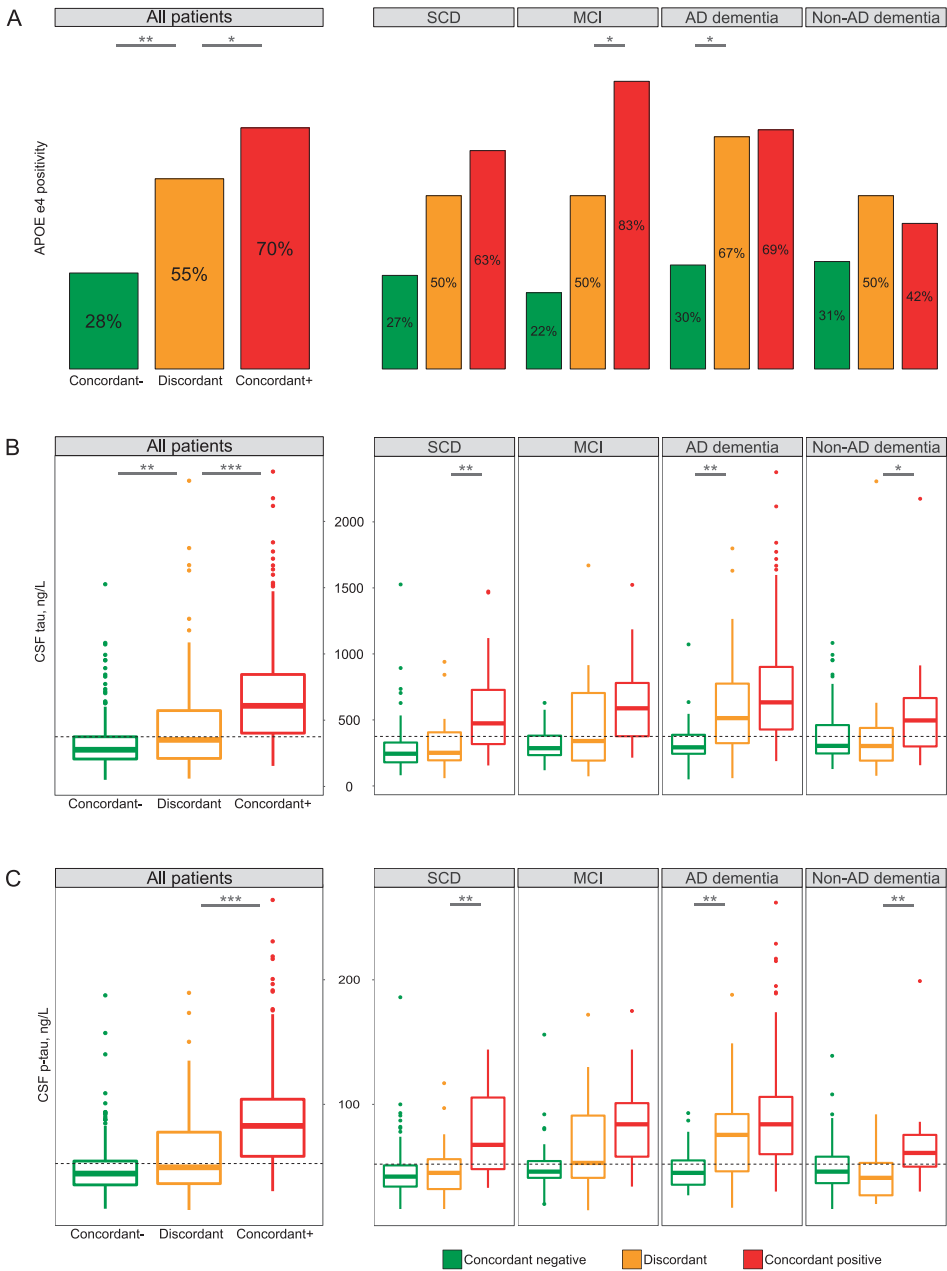 A
All patients
SCD
MCI
AD dementia
Non-AD dementia
**
*
*
*
APOE e4 positivity
28%
55%
70%
27%
50%
63%
22%
50%
83%
30%
67%
69%
31%
50%
42%
Concordant-
Discordant
Concordant+
B
All patients
SCD
MCI
AD dementia
Non-AD dementia
**
***
**
**
*
CSF tau, ng/L
2000
1500
1000
500
0
Concordant-
Discordant
Concordant+
C
All patients
SCD
MCI
AD dementia
Non-AD dementia
***
**
**
**
CSF p-tau, ng/L
200
100
0
Concordant-
Discordant
Concordant+
Concordant negative
Discordant
Concordant positive